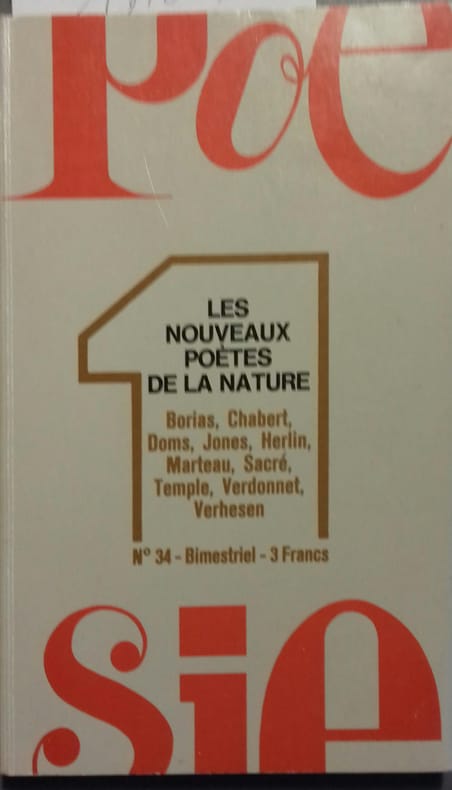 Poé
1
LES
NOUVEAUX
POÈTES
DE LA NATURE
Borias, Chabert,
Doms, Jones, Herlin,
Marteau, Sacré,
Temple, Verdonnet,
Verhesen
N° 34 - Bimestriel - 3 Francs
sie